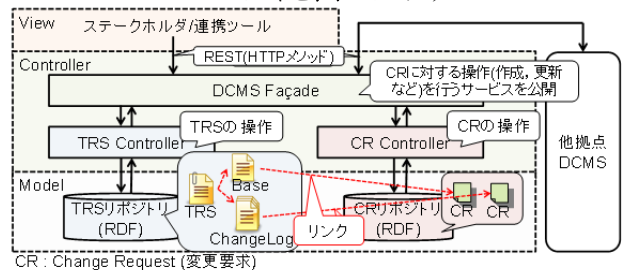 View
ステークホルダ/連携ツール
REST(HTTPメソッド)
Controller
CRに対する操作(作成,更新
など)を行うサービスを公開
DCMS Façade
TRSの操作
CRの操作
TRS Controller
CR Controller
他拠点
DCMS
Model
Base
TRS
ChangeLog
TRSリポジトリ
(RDF)
リンク
CRリポジトリ
(RDF)
CR
CR
CR : Change Request (変更要求)